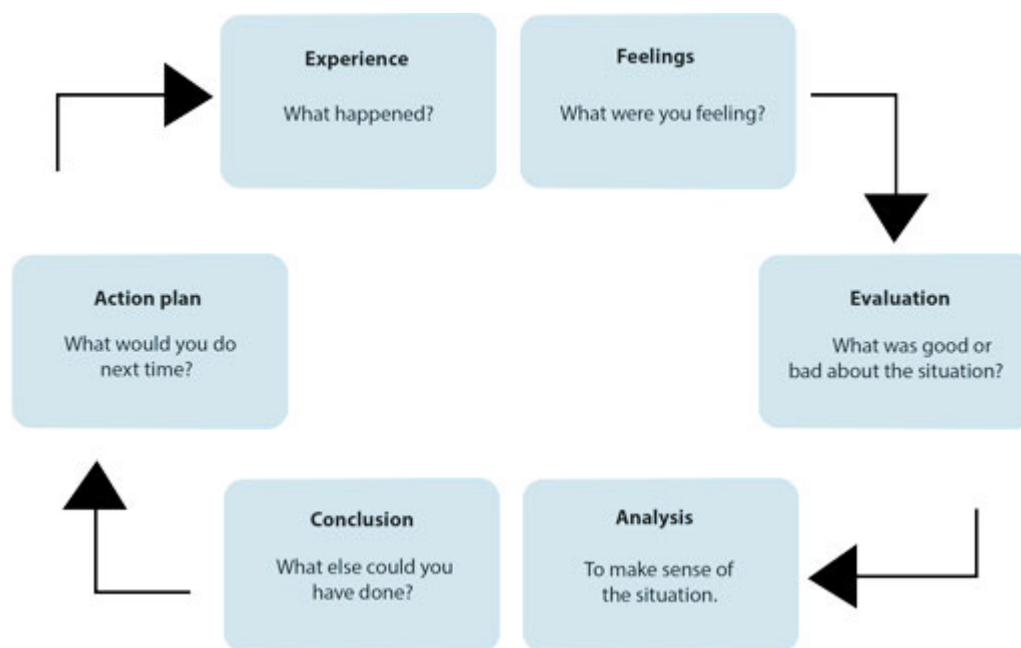 Experience
What happened?
Feelings
What were you feeling?
Evaluation
What was good or
bad about the situation?
Analysis
To make sense of
the situation.
Conclusion
What else could you
have done?
Action plan
What would you do
next time?